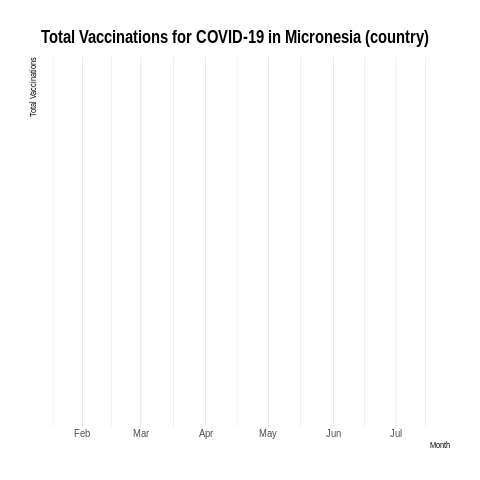 Total Vaccinations for COVID-19 in Micronesia (country)
Total Vaccinations
Feb Mar Apr May Jun Jul
Month